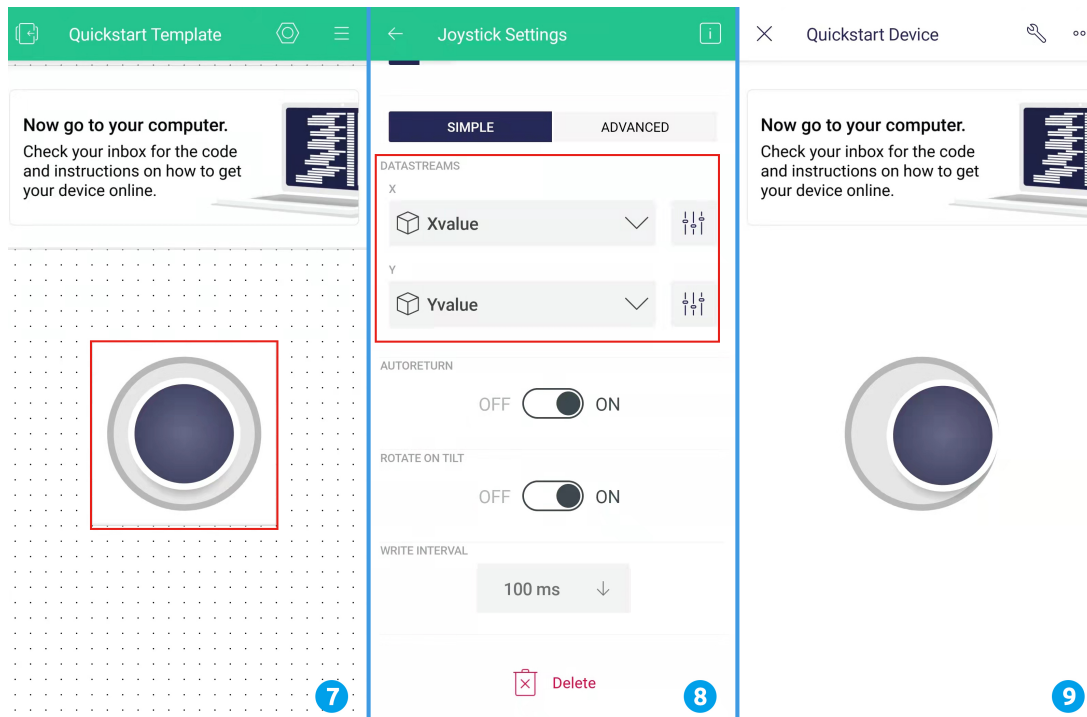 Quickstart Template
Now go to your computer.
Check your inbox for the code
and instructions on how to get
your device online.
7
Joystick Settings
i
SIMPLE
ADVANCED
DATASTREAMS
X
Xvalue
Y
Yvalue
AUTORETURN
OFF
ON
ROTATE ON TILT
OFF
ON
WRITE INTERVAL
100 ms
Delete
8
Quickstart Device
Now go to your computer.
Check your inbox for the code
and instructions on how to get
your device online.
9